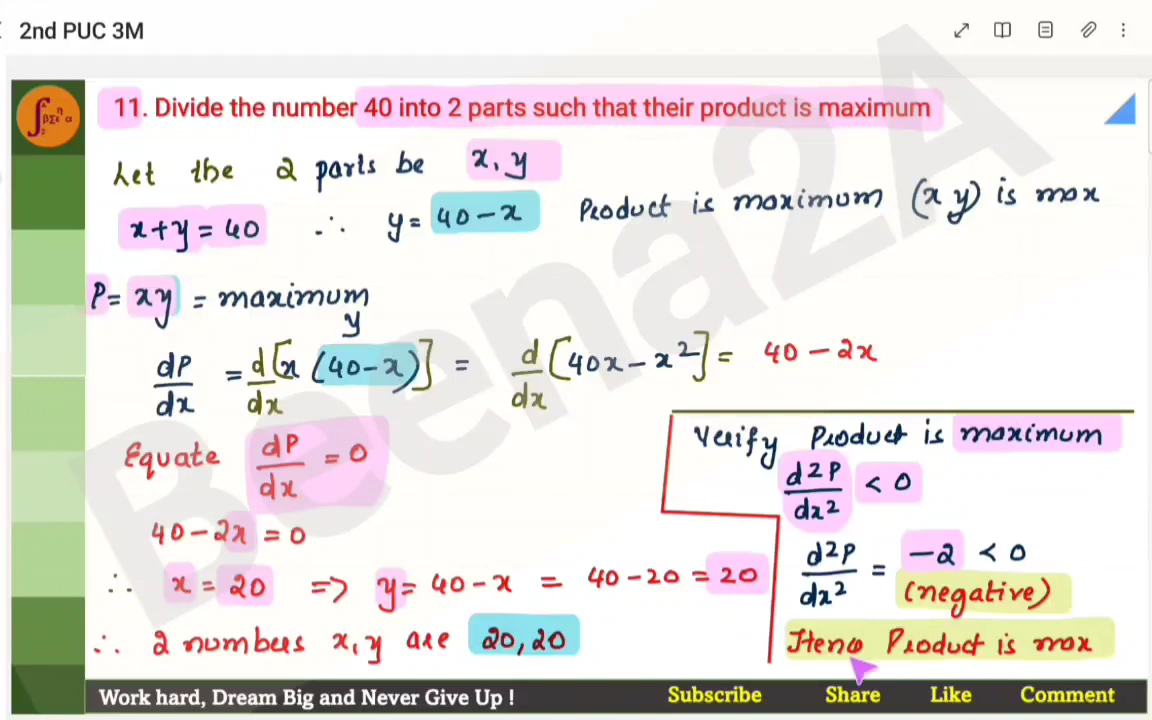 2nd PUC 3M
11. Divide the number 40 into 2 parts such that their product is maximum
Let the 2 parts be x, y
x+y = 40 ∴ y = 40 - x Product is maximum (xy) is max
P = xy = maximum
y
dP/dx = d/dx [x (40-x)] = d/dx [40x - x²] = 40 - 2x
Equate dP/dx = 0
40 - 2x = 0
∴ x = 20 => y = 40 - x = 40 - 20 = 20
∴ 2 numbers x, y are 20, 20
Verify Product is maximum
d2P/dx2 < 0
d2P/dx2 = -2 < 0
(negative)
Hence Product is max
Work hard, Dream Big and Never Give Up ! Subscribe Share Like Comment
Beena2A